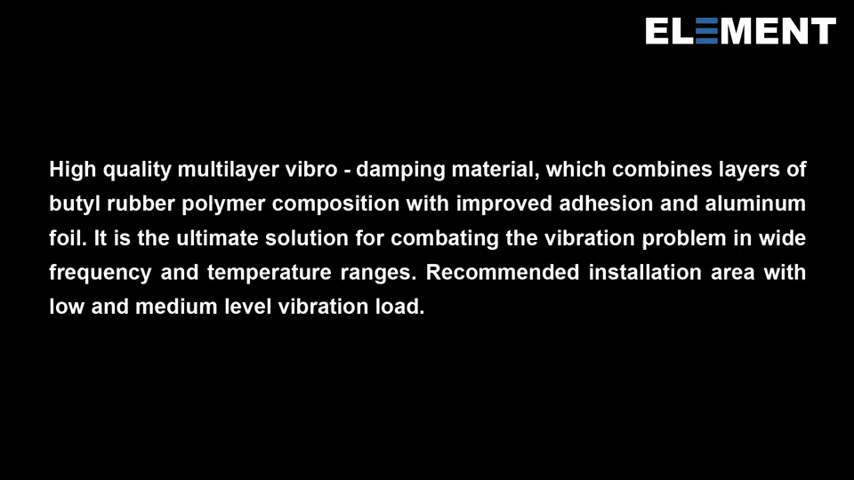 ELEMENT
High quality multilayer vibro - damping material, which combines layers of
butyl rubber polymer composition with improved adhesion and aluminum
foil. It is the ultimate solution for combating the vibration problem in wide
frequency and temperature ranges. Recommended installation area with
low and medium level vibration load.